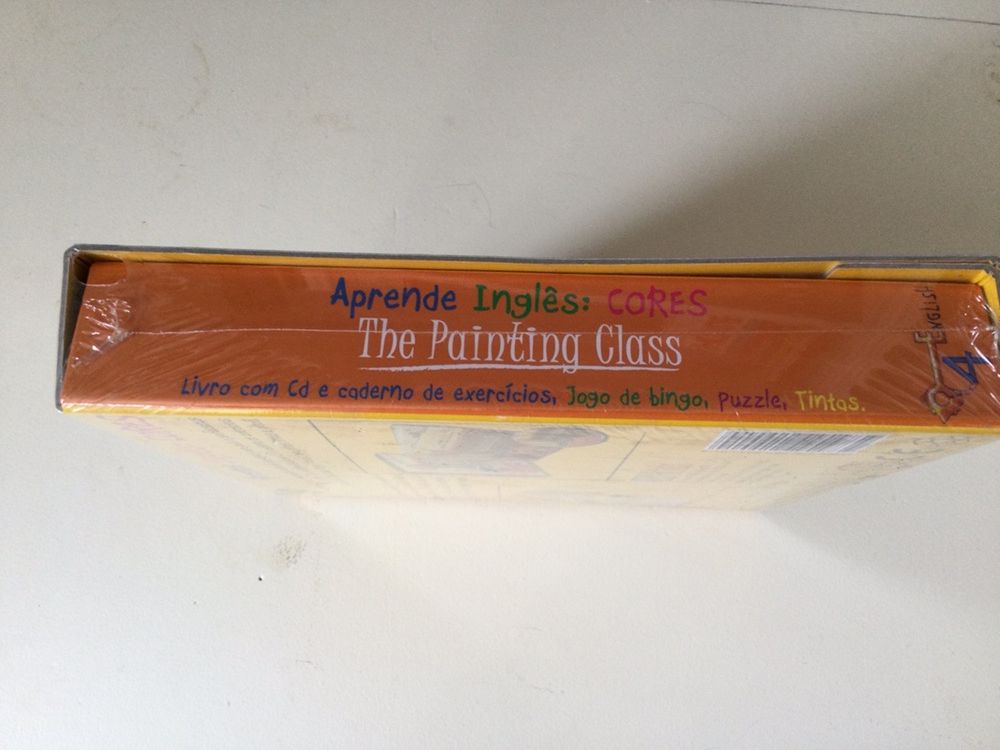 Aprende Inglês: CORES
The Painting Class
Livro com Cd e caderno de exercícios, Jogo de bingo, Puzzle, Tintas.
ENGLISH
4